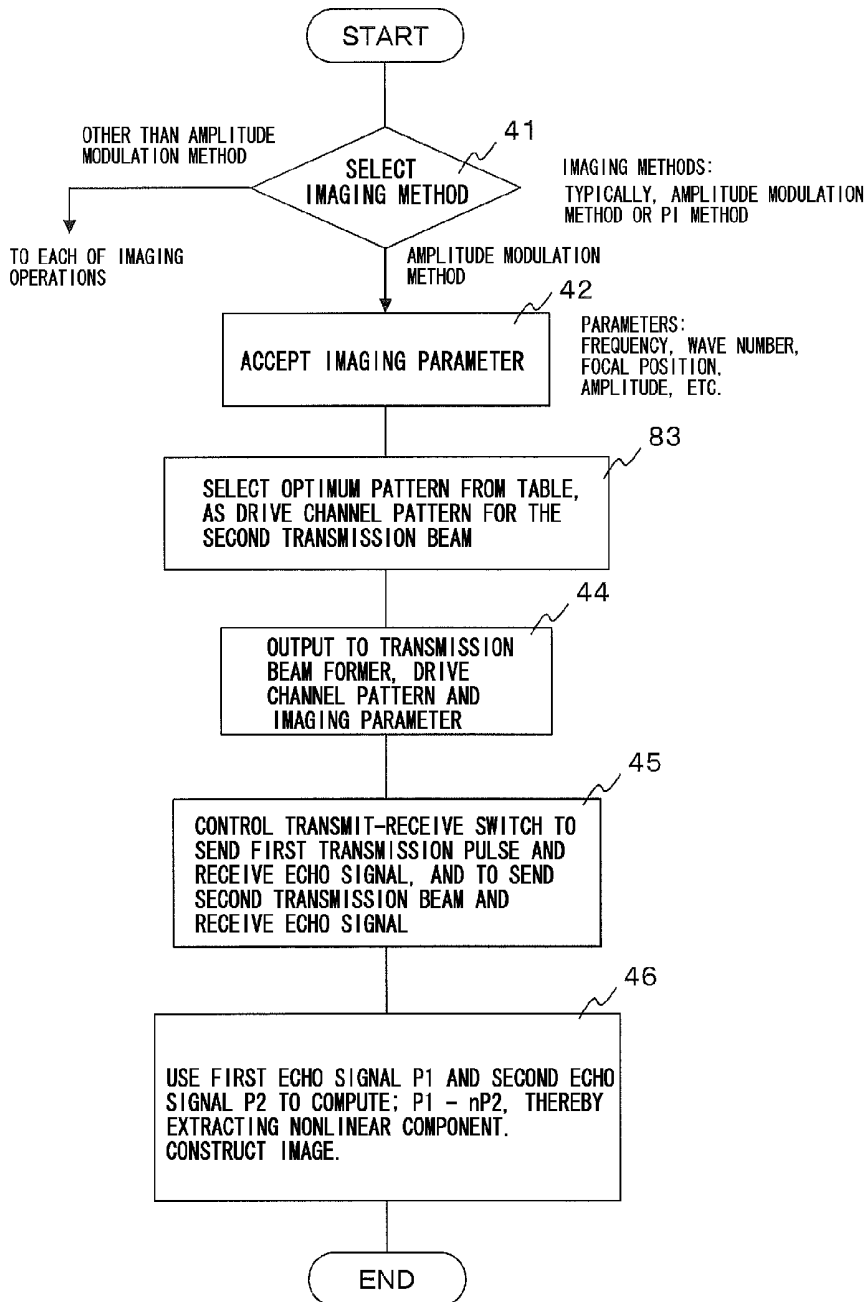 START
41
OTHER THAN AMPLITUDE
MODULATION METHOD
SELECT
IMAGING METHOD
IMAGING METHODS:
TYPICALLY, AMPLITUDE MODULATION
METHOD OR PI METHOD
TO EACH OF IMAGING
OPERATIONS
AMPLITUDE MODULATION
METHOD
42
ACCEPT IMAGING PARAMETER
PARAMETERS:
FREQUENCY, WAVE NUMBER,
FOCAL POSITION,
AMPLITUDE, ETC.
83
SELECT OPTIMUM PATTERN FROM TABLE,
AS DRIVE CHANNEL PATTERN FOR THE
SECOND TRANSMISSION BEAM
44
OUTPUT TO TRANSMISSION
BEAM FORMER, DRIVE
CHANNEL PATTERN AND
IMAGING PARAMETER
45
CONTROL TRANSMIT-RECEIVE SWITCH TO
SEND FIRST TRANSMISSION PULSE AND
RECEIVE ECHO SIGNAL, AND TO SEND
SECOND TRANSMISSION BEAM AND
RECEIVE ECHO SIGNAL
46
USE FIRST ECHO SIGNAL P1 AND SECOND ECHO
SIGNAL P2 TO COMPUTE; P1 - nP2, THEREBY
EXTRACTING NONLINEAR COMPONENT.
CONSTRUCT IMAGE.
END